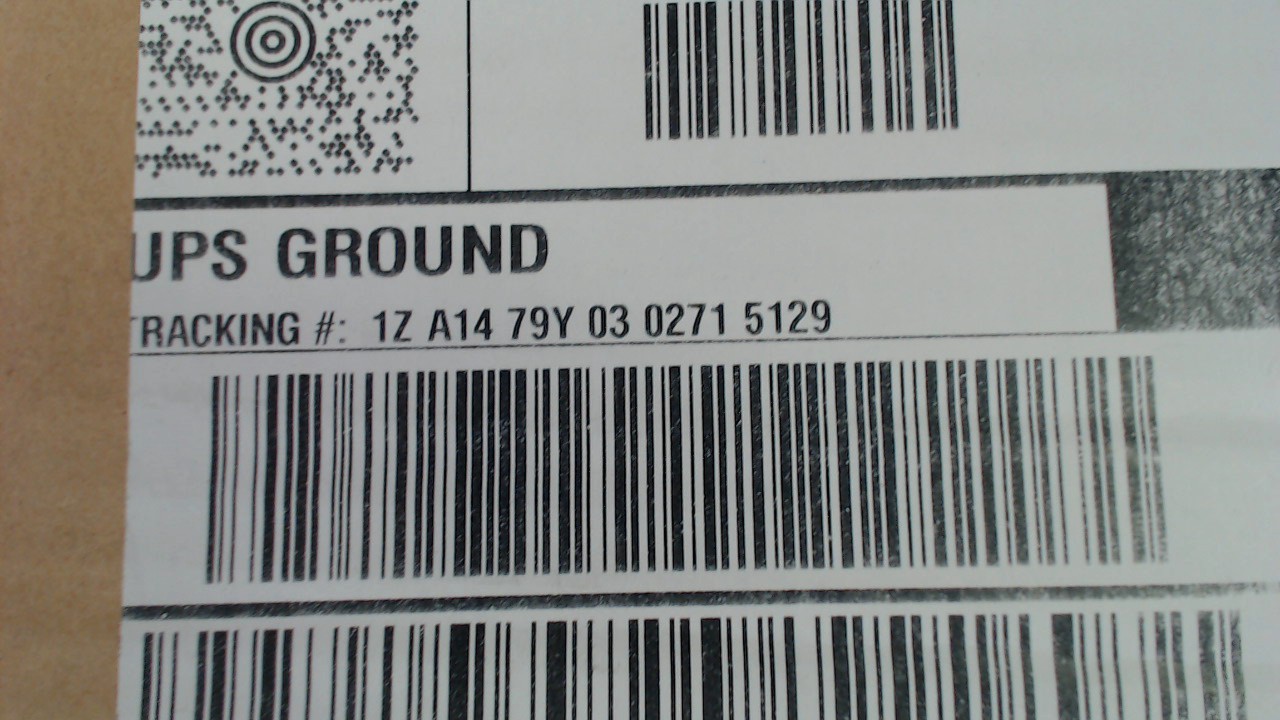 UPS GROUND
TRACKING #: 1Z A14 79Y 03 0271 5129